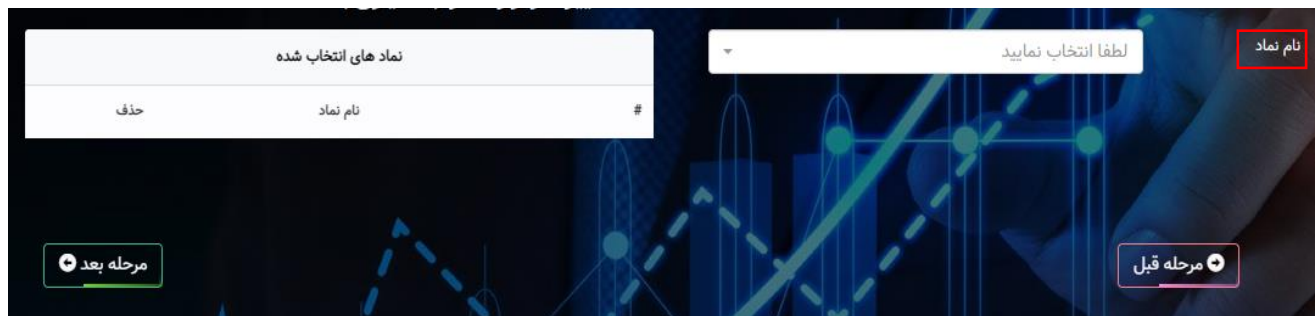 نام نماد
لطفا انتخاب نمایید
نماد های انتخاب شده
# نام نماد حذف
مرحله قبل
مرحله بعد